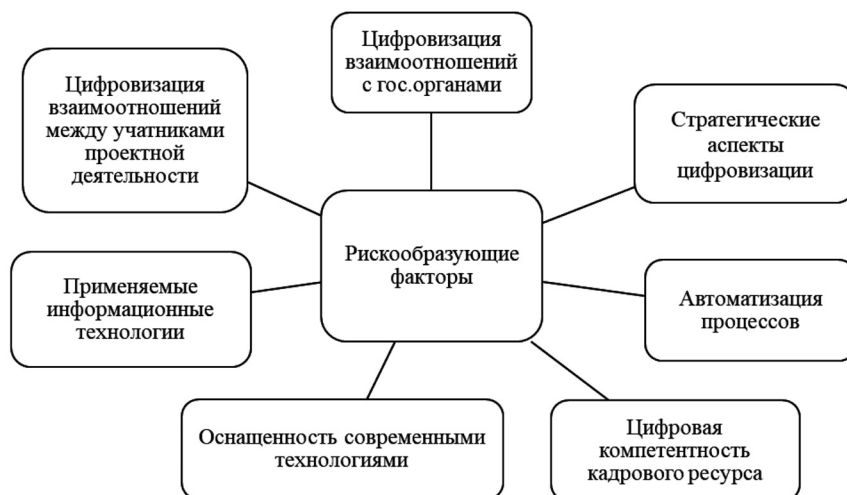 Цифровизация
взаимоотношений
с гос.органами
Цифровизация
взаимоотношений
между учатниками
проектной
деятельности
Стратегические
аспекты
цифровизации
Рискообразующие
факторы
Применяемые
информационные
технологии
Автоматизация
процессов
Оснащенность современными
технологиями
Цифровая
компетентность
кадрового ресурса